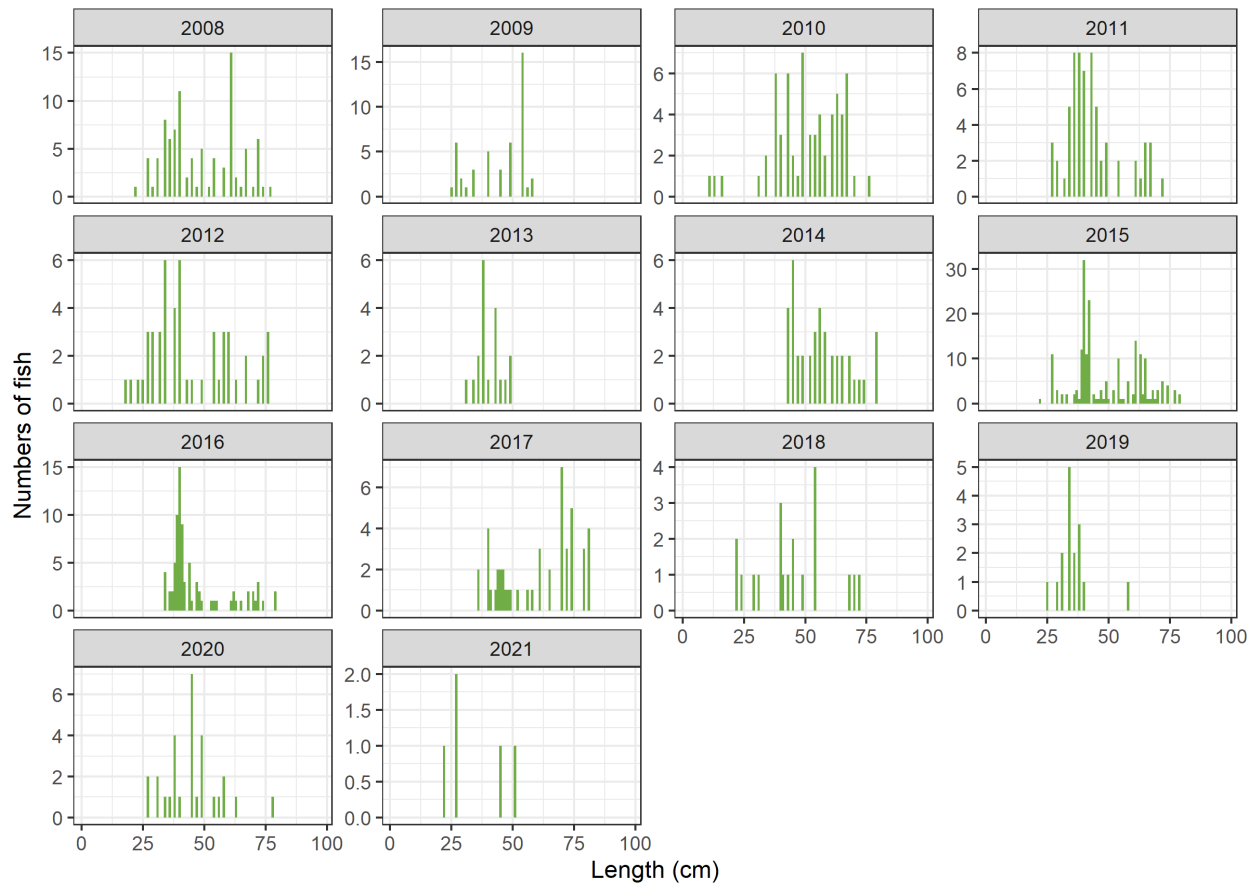 2008 2009 2010 2011
15 15 6 8
10 10 4 6
5 5 2 4
0 0 0 2
0
2012 2013 2014 2015
6 6 6 30
4 4 4 20
2 2 2 10
0 0 0 0
2016 2017 2018 2019
15 6 4 5
10 4 3 4
5 2 2 3
0 0 1 2
0 1
0
0 25 50 75 100 0 25 50 75 100
2020 2021
6 2.0
4 1.5
2 1.0
0 0.5
0.0
0 25 50 75 100 0 25 50 75 100
Numbers of fish
Length (cm)